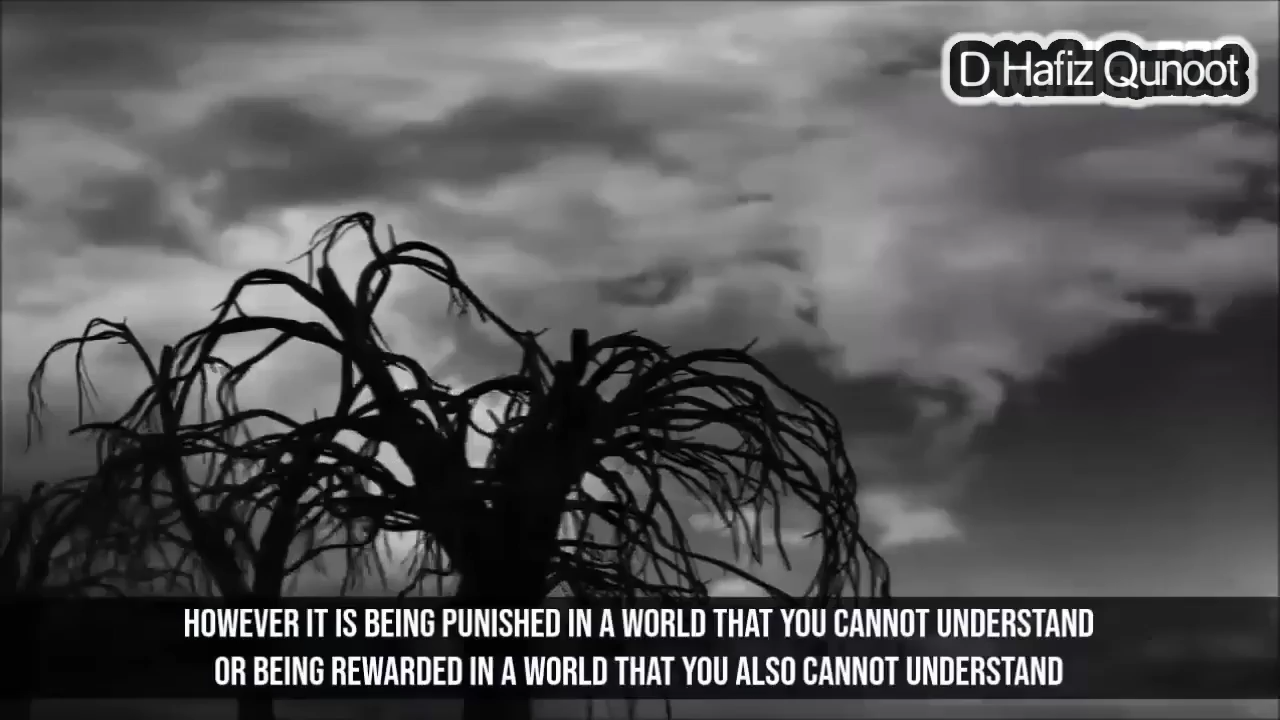 D Hafiz Qunoot
HOWEVER IT IS BEING PUNISHED IN A WORLD THAT YOU CANNOT UNDERSTAND
OR BEING REWARDED IN A WORLD THAT YOU ALSO CANNOT UNDERSTAND